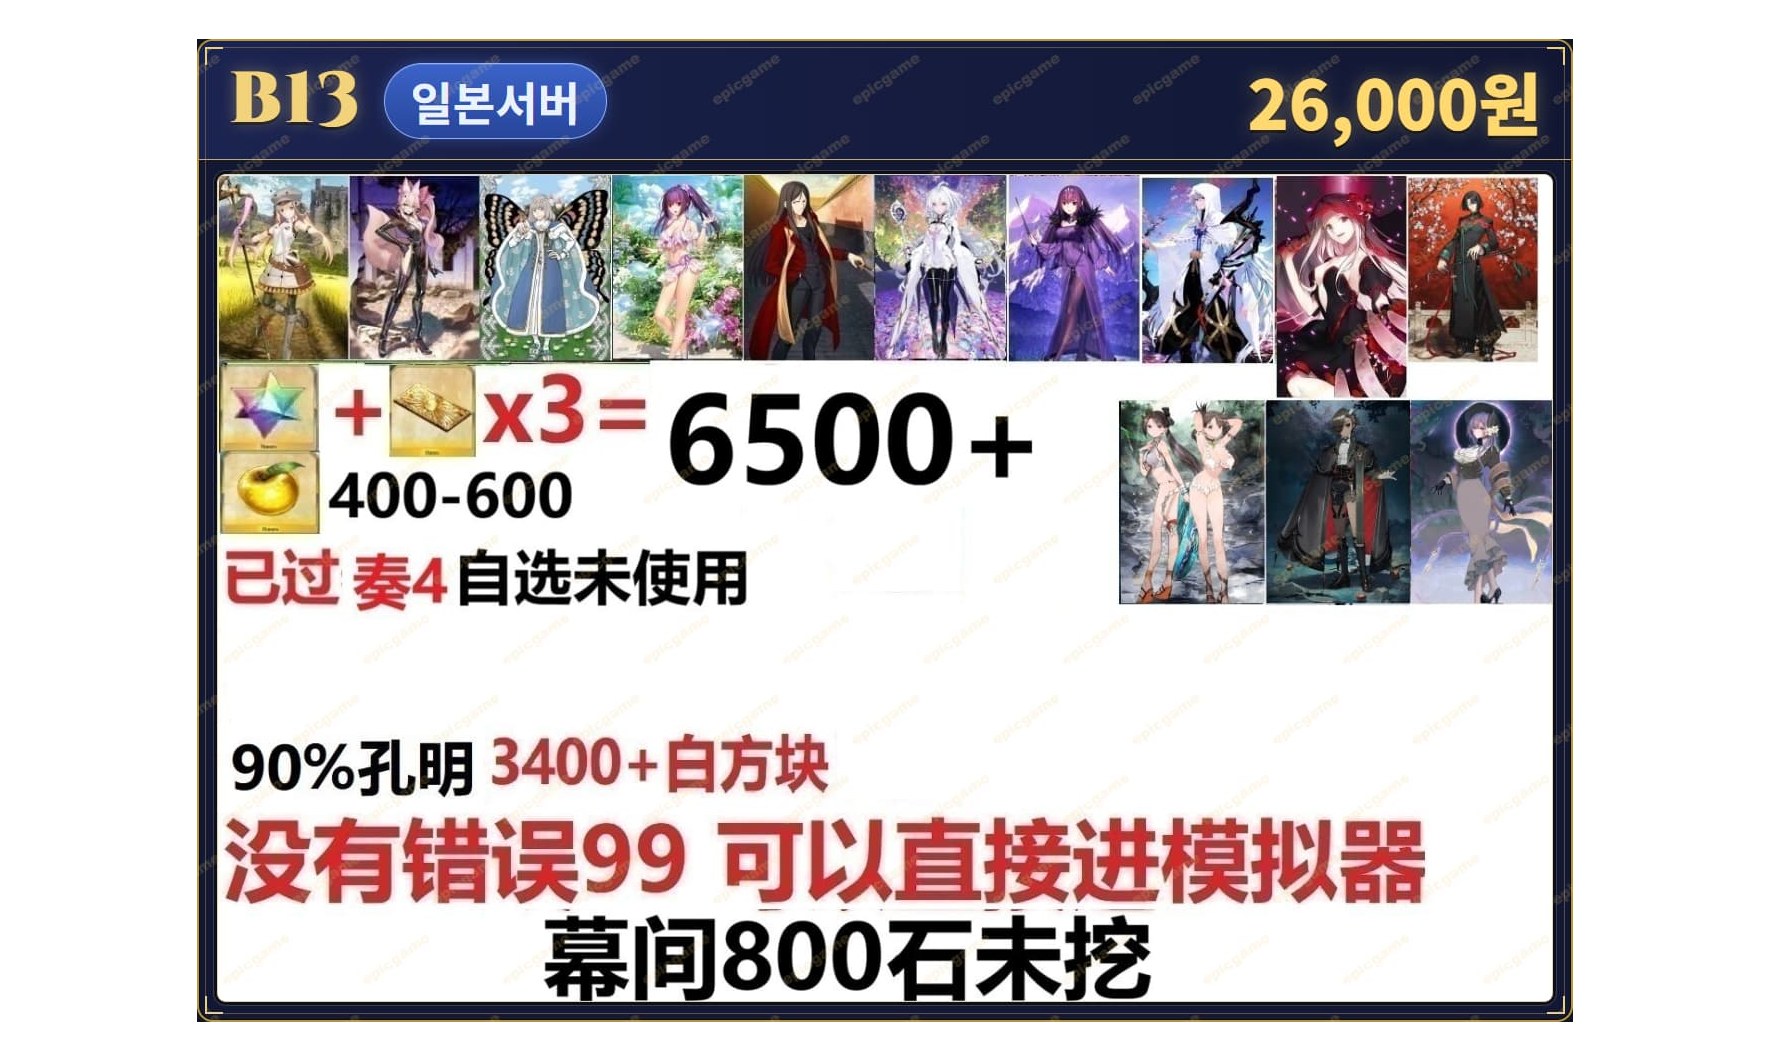 B13 일본서버 26,000원
+ x3= 6500+
400-600
已过 奏4 自选未使用
90%孔明 3400+白方块
没有错误99 可以直接进模拟器
幕间800石未挖
epicgame